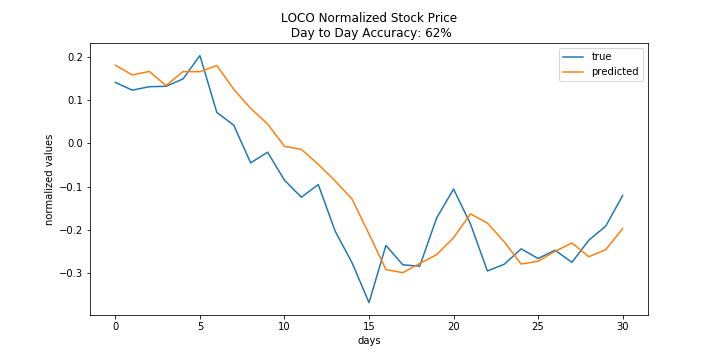 LOCO Normalized Stock Price
Day to Day Accuracy: 62%
true
predicted
normalized values
0.2
0.1
0.0
−0.1
−0.2
−0.3
0 5 10 15 20 25 30
days